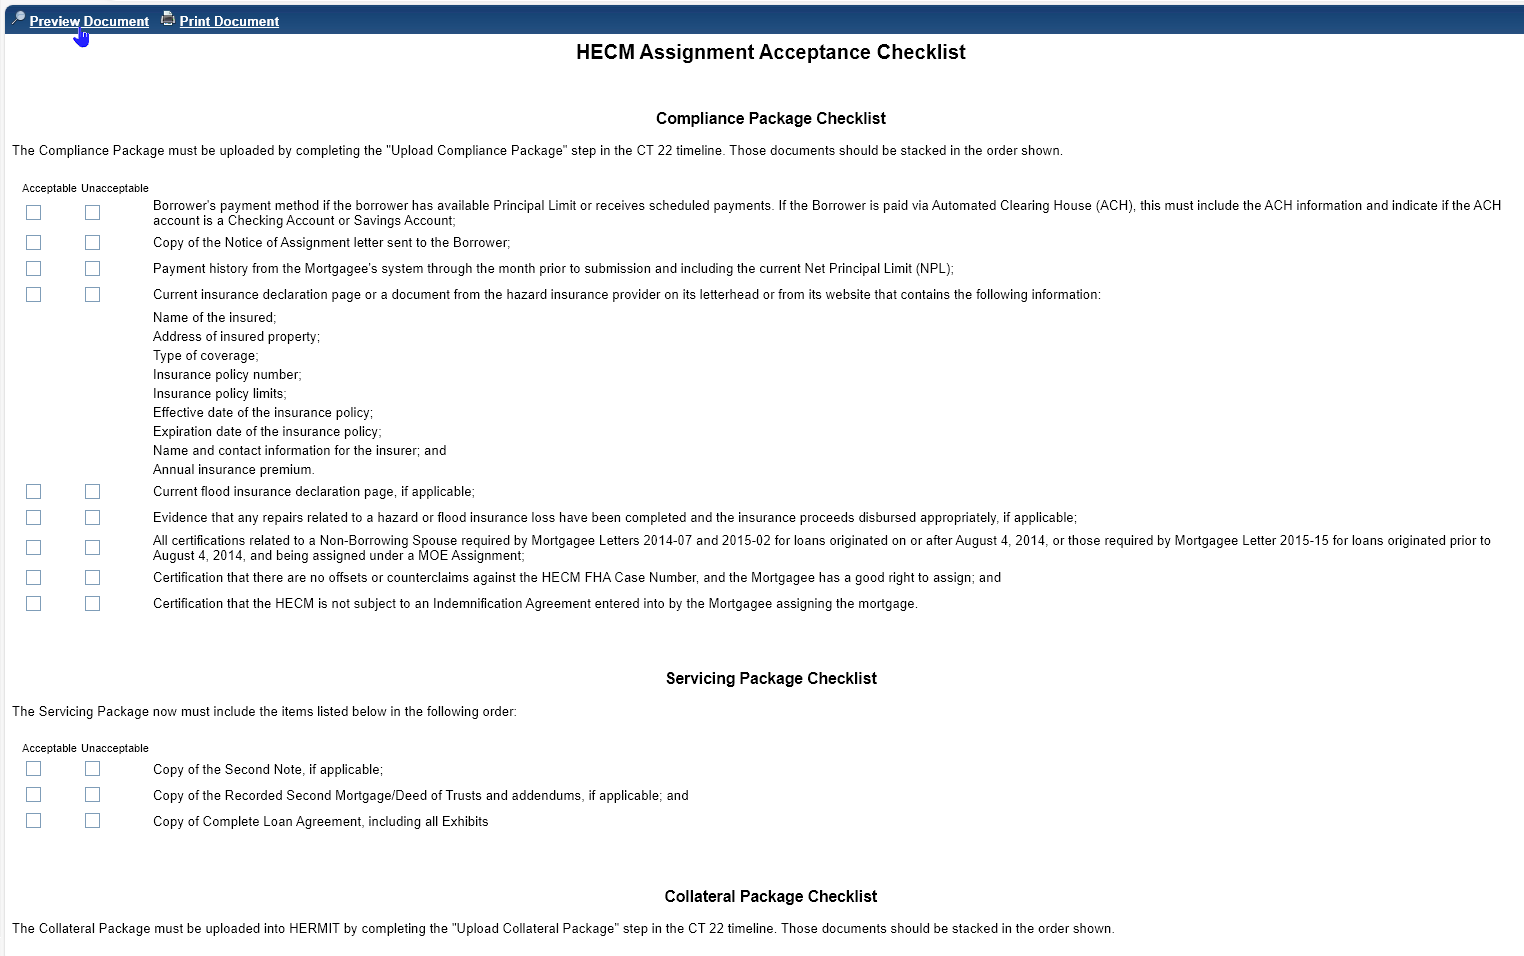 Preview Document Print Document
HECM Assignment Acceptance Checklist
Compliance Package Checklist
The Compliance Package must be uploaded by completing the "Upload Compliance Package" step in the CT 22 timeline. Those documents should be stacked in the order shown.
Acceptable Unacceptable
Borrower's payment method if the borrower has available Principal Limit or receives scheduled payments. If the Borrower is paid via Automated Clearing House (ACH), this must include the ACH information and indicate if the ACH
account is a Checking Account or Savings Account;
Copy of the Notice of Assignment letter sent to the Borrower;
Payment history from the Mortgagee's system through the month prior to submission and including the current Net Principal Limit (NPL);
Current insurance declaration page or a document from the hazard insurance provider on its letterhead or from its website that contains the following information:
Name of the insured;
Address of insured property;
Type of coverage;
Insurance policy number;
Insurance policy limits;
Effective date of the insurance policy;
Expiration date of the insurance policy;
Name and contact information for the insurer; and
Annual insurance premium.
Current flood insurance declaration page, if applicable;
Evidence that any repairs related to a hazard or flood insurance loss have been completed and the insurance proceeds disbursed appropriately, if applicable;
All certifications related to a Non-Borrowing Spouse required by Mortgagee Letters 2014-07 and 2015-02 for loans originated on or after August 4, 2014, or those required by Mortgagee Letter 2015-15 for loans originated prior to
August 4, 2014, and being assigned under a MOE Assignment;
Certification that there are no offsets or counterclaims against the HECM FHA Case Number, and the Mortgagee has a good right to assign; and
Certification that the HECM is not subject to an Indemnification Agreement entered into by the Mortgagee assigning the mortgage.
Servicing Package Checklist
The Servicing Package now must include the items listed below in the following order:
Acceptable Unacceptable
Copy of the Second Note, if applicable;
Copy of the Recorded Second Mortgage/Deed of Trusts and addendums, if applicable; and
Copy of Complete Loan Agreement, including all Exhibits
Collateral Package Checklist
The Collateral Package must be uploaded into HERMIT by completing the "Upload Collateral Package" step in the CT 22 timeline. Those documents should be stacked in the order shown.